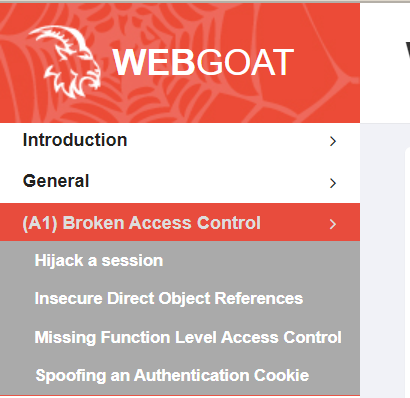 WEBGOAT
Introduction
General
(A1) Broken Access Control
Hijack a session
Insecure Direct Object References
Missing Function Level Access Control
Spoofing an Authentication Cookie